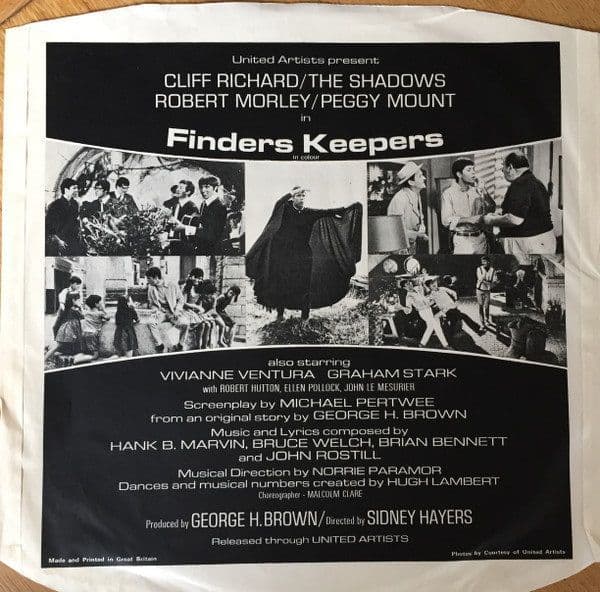 United Artists present
CLIFF RICHARD/THE SHADOWS
ROBERT MORLEY/PEGGY MOUNT
in
Finders Keepers
in colour
also starring
VIVIANNE VENTURA GRAHAM STARK
with ROBERT HUTTON, ELLEN POLLOCK, JOHN LE MESURIER
Screenplay by MICHAEL PERTWEE
from an original story by GEORGE H. BROWN
Music and Lyrics composed by
HANK B. MARVIN, BRUCE WELCH, BRIAN BENNETT
and JOHN ROSTILL
Musical Direction by NORRIE PARAMOR
Dances and musical numbers created by HUGH LAMBERT
Choreographer - MALCOLM CLARE
Produced by GEORGE H. BROWN/Directed by SIDNEY HAYERS
Released through UNITED ARTISTS
Made and Printed in Great Britain
Photos by Courtesy of United Artists